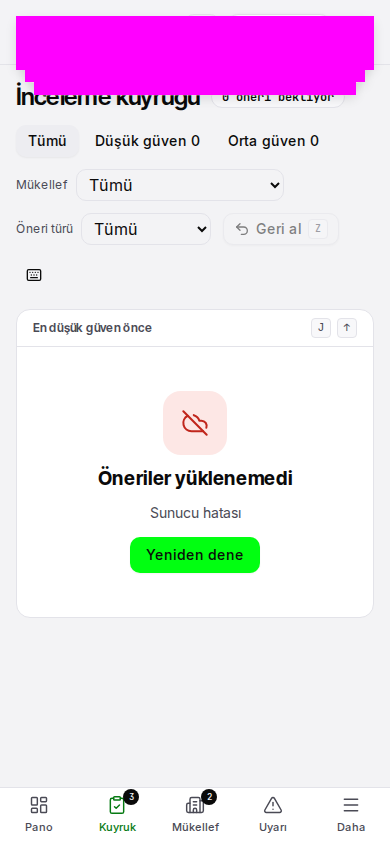 İnceleme kuyruğu
0 öneri bekliyor
Tümü Düşük güven 0 Orta güven 0
Mükellef Tümü
Öneri türü Tümü Geri al Z
En düşük güven önce J ↑
Öneriler yüklenemedi
Sunucu hatası
Yeniden dene
3 2
Pano Kuyruk Mükellef Uyarı Daha